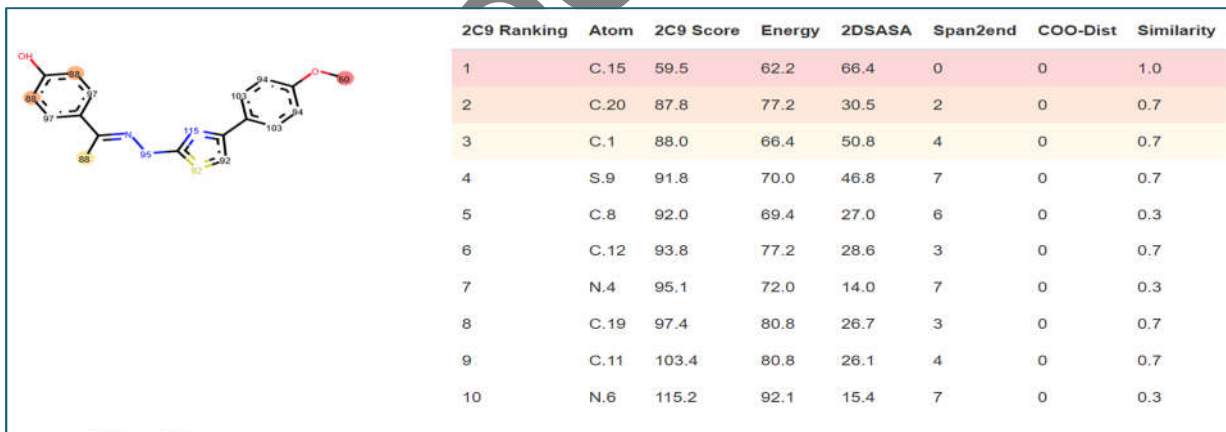 2C9 Ranking Atom 2C9 Score Energy 2DSASA Span2end COO-Dist Similarity
1 C.15 59.5 62.2 66.4 0 0 1.0
2 C.20 87.8 77.2 30.5 2 0 0.7
3 C.1 88.0 66.4 50.8 4 0 0.7
4 S.9 91.8 70.0 46.8 7 0 0.7
5 C.8 92.0 69.4 27.0 6 0 0.3
6 C.12 93.8 77.2 28.6 3 0 0.7
7 N.4 95.1 72.0 14.0 7 0 0.3
8 C.19 97.4 80.8 26.7 3 0 0.7
9 C.11 103.4 80.8 26.1 4 0 0.7
10 N.6 115.2 92.1 15.4 7 0 0.3
OH
88
88
97
97
88
N
95
115
92
92
103
103
94
94
O
60